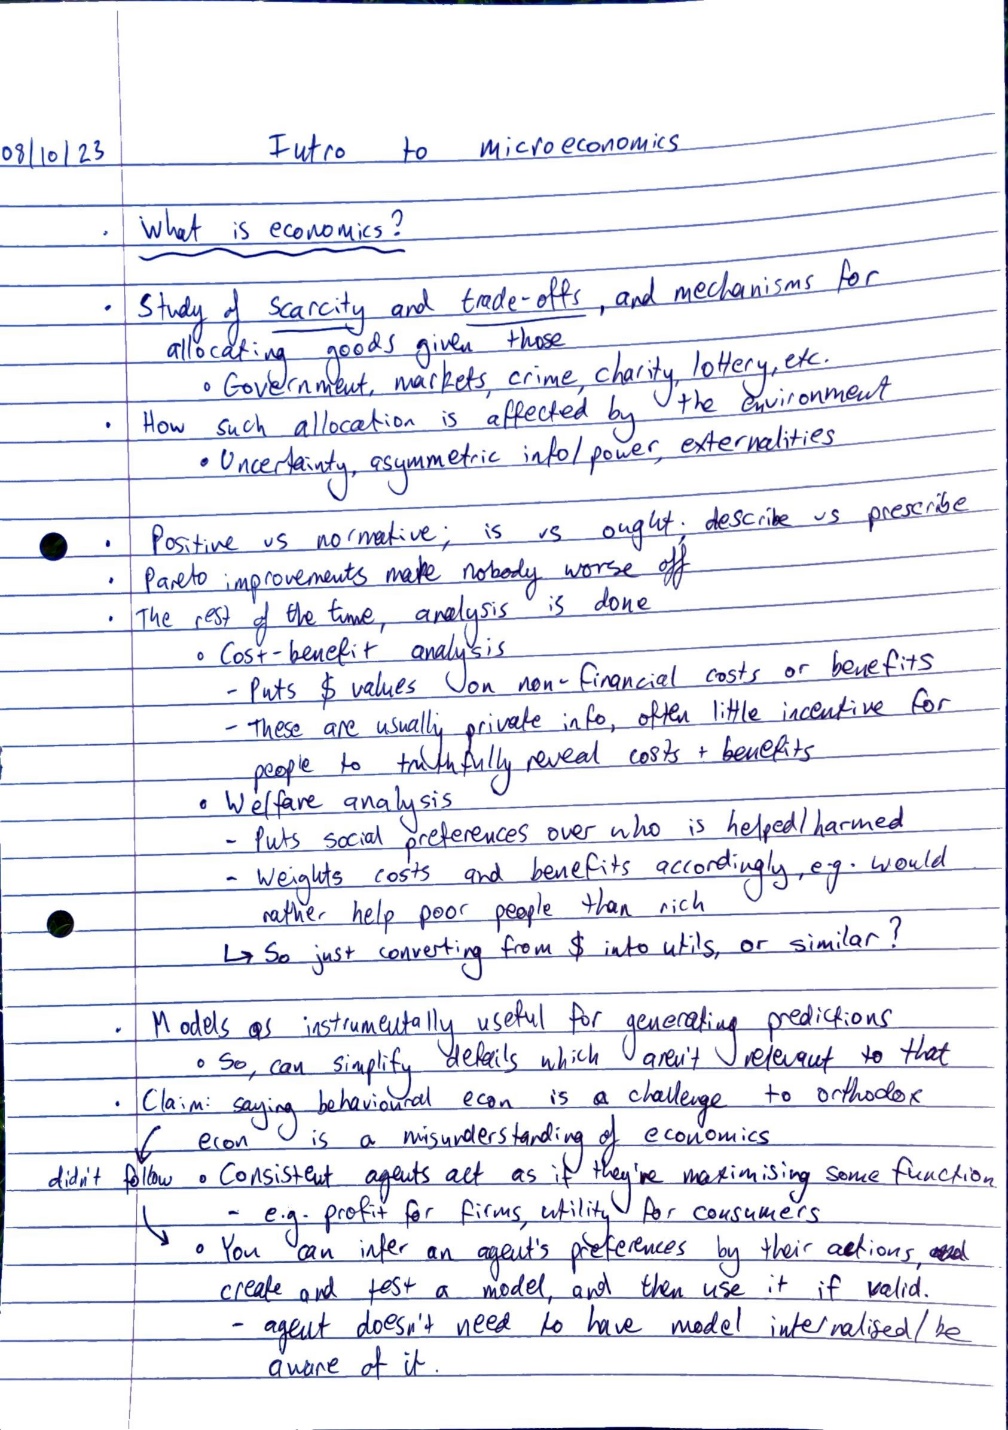 08/10/23 Intro to microeconomics
· What is economics?
· Study of scarcity and trade-offs, and mechanisms for
allocating goods given those
∘ Government, markets, crime, charity, lottery, etc.
· How such allocation is affected by the environment
• Uncertainty, asymmetric info/power, externalities
· Positive vs normative; is vs ought; describe vs prescribe
· Pareto improvements make nobody worse off
· The rest of the time, analysis is done
∘ Cost-benefit analysis
- Puts $ values on non-financial costs or benefits
- These are usually private info, often little incentive for
people to truthfully reveal costs + benefits
∘ Welfare analysis
- Puts social preferences over who is helped/harmed
- Weights costs and benefits accordingly, e.g. would
rather help poor people than rich
↳ So just converting from $ into utils, or similar?
· Models as instrumentally useful for generating predictions
∘ So, can simplify details which aren't relevant to that
· Claim: saying behavioural econ is a challenge to orthodox
econ is a misunderstanding of economics
didn't follow ∘ Consistent agents act as if they're maximising some function
- e.g. profit for firms, utility for consumers
∘ You can infer an agent's preferences by their actions,
create and test a model, and then use it if valid.
- agent doesn't need to have model internalised/be
aware of it.